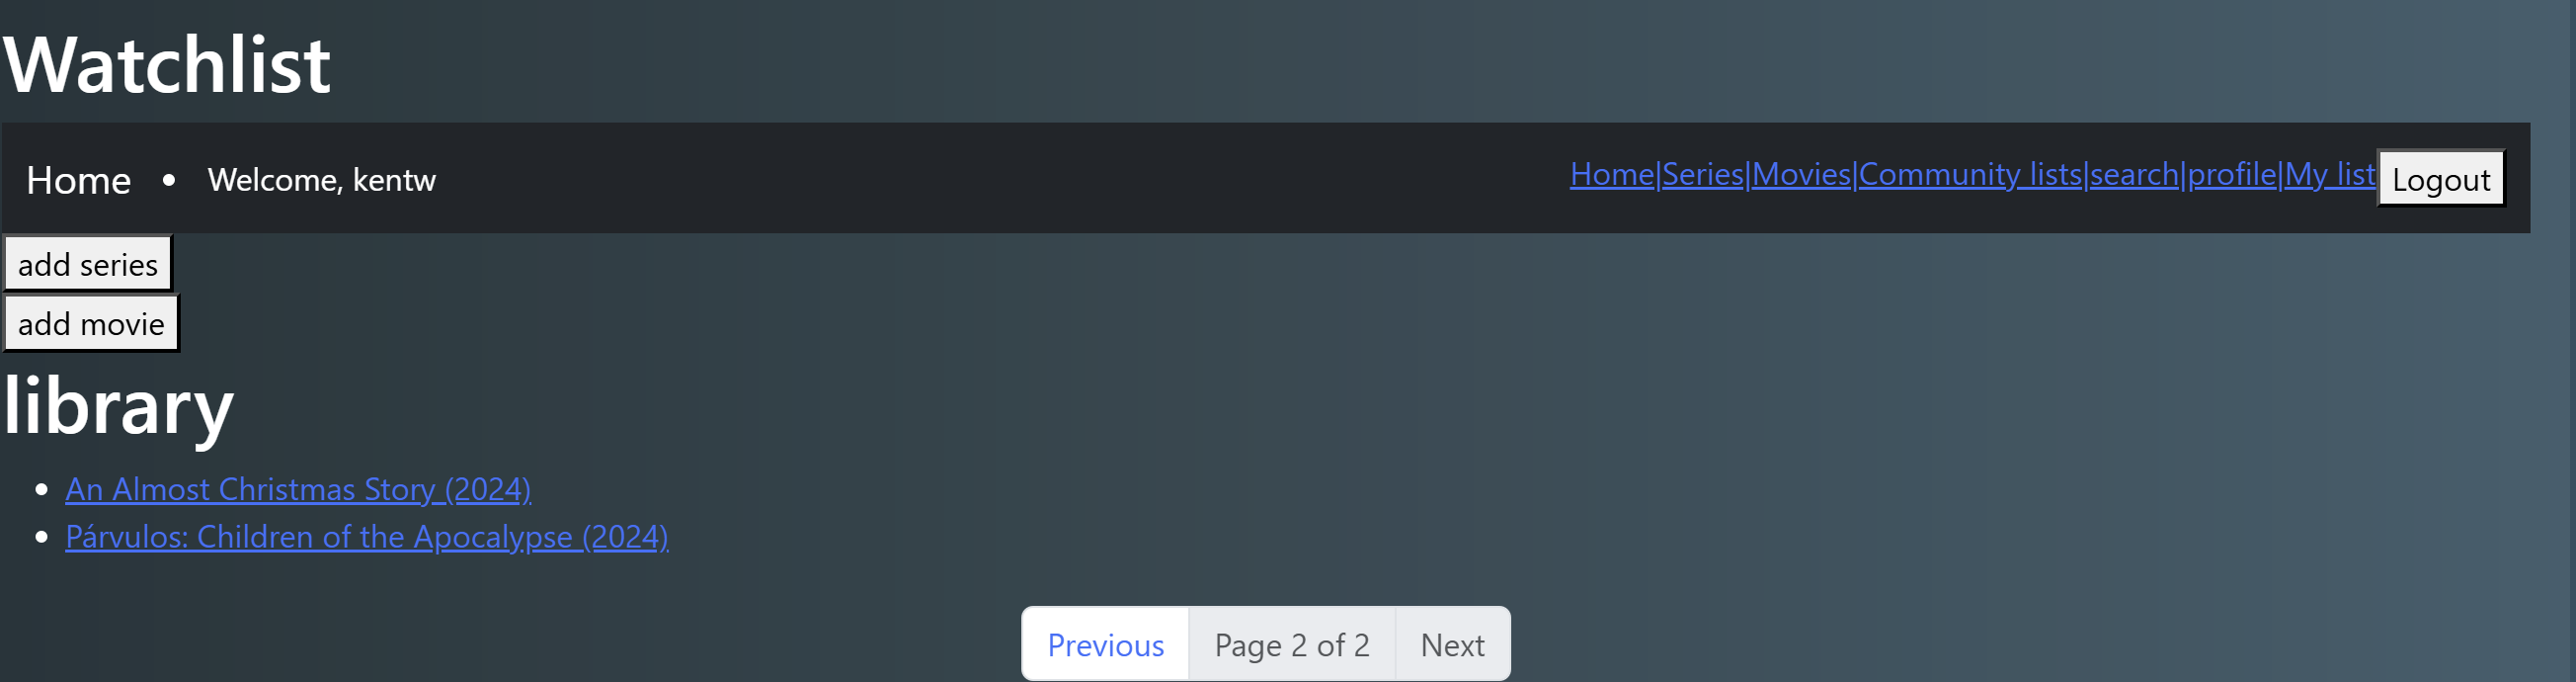 Watchlist
Home • Welcome, kentw Home|Series|Movies|Community lists|search|profile|My list Logout
add series
add movie
library
• An Almost Christmas Story (2024)
• Párvulos: Children of the Apocalypse (2024)
Previous Page 2 of 2 Next